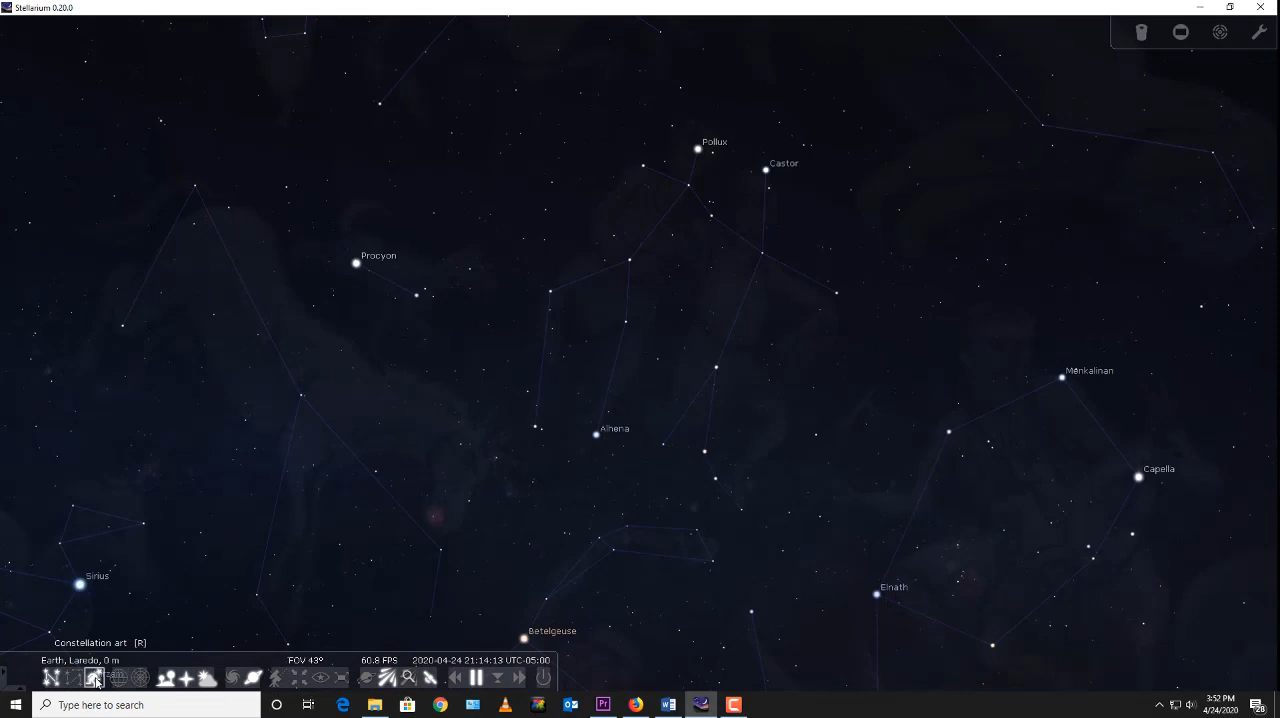 Stellarium 0.20.0
Pollux
Castor
Procyon
Menkalinan
Alhena
Capella
Sirius
Elnath
Betelgeuse
Constellation art [R]
Earth, Laredo, 0 m
FOV 43°
60.8 FPS
2020-04-24 21:14:13 UTC-05:00
Type here to search
3:52 PM
4/24/2020
28